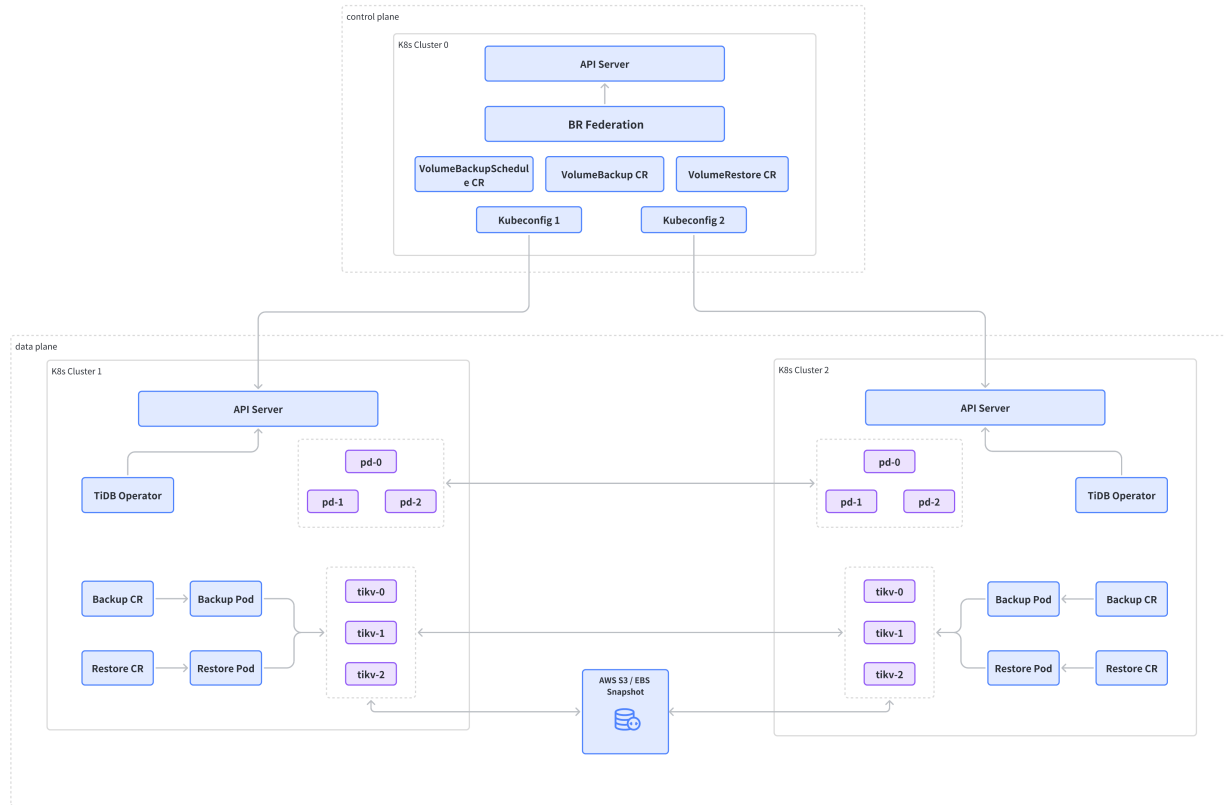 control plane
K8s Cluster 0
API Server
BR Federation
VolumeBackupSchedul
e CR
VolumeBackup CR
VolumeRestore CR
Kubeconfig 1
Kubeconfig 2
data plane
K8s Cluster 1
API Server
pd-0
TiDB Operator
pd-1
pd-2
Backup CR
Backup Pod
tikv-0
tikv-1
Restore CR
Restore Pod
tikv-2
AWS S3 / EBS
Snapshot
K8s Cluster 2
API Server
pd-0
pd-1
pd-2
TiDB Operator
tikv-0
Backup Pod
Backup CR
tikv-1
tikv-2
Restore Pod
Restore CR